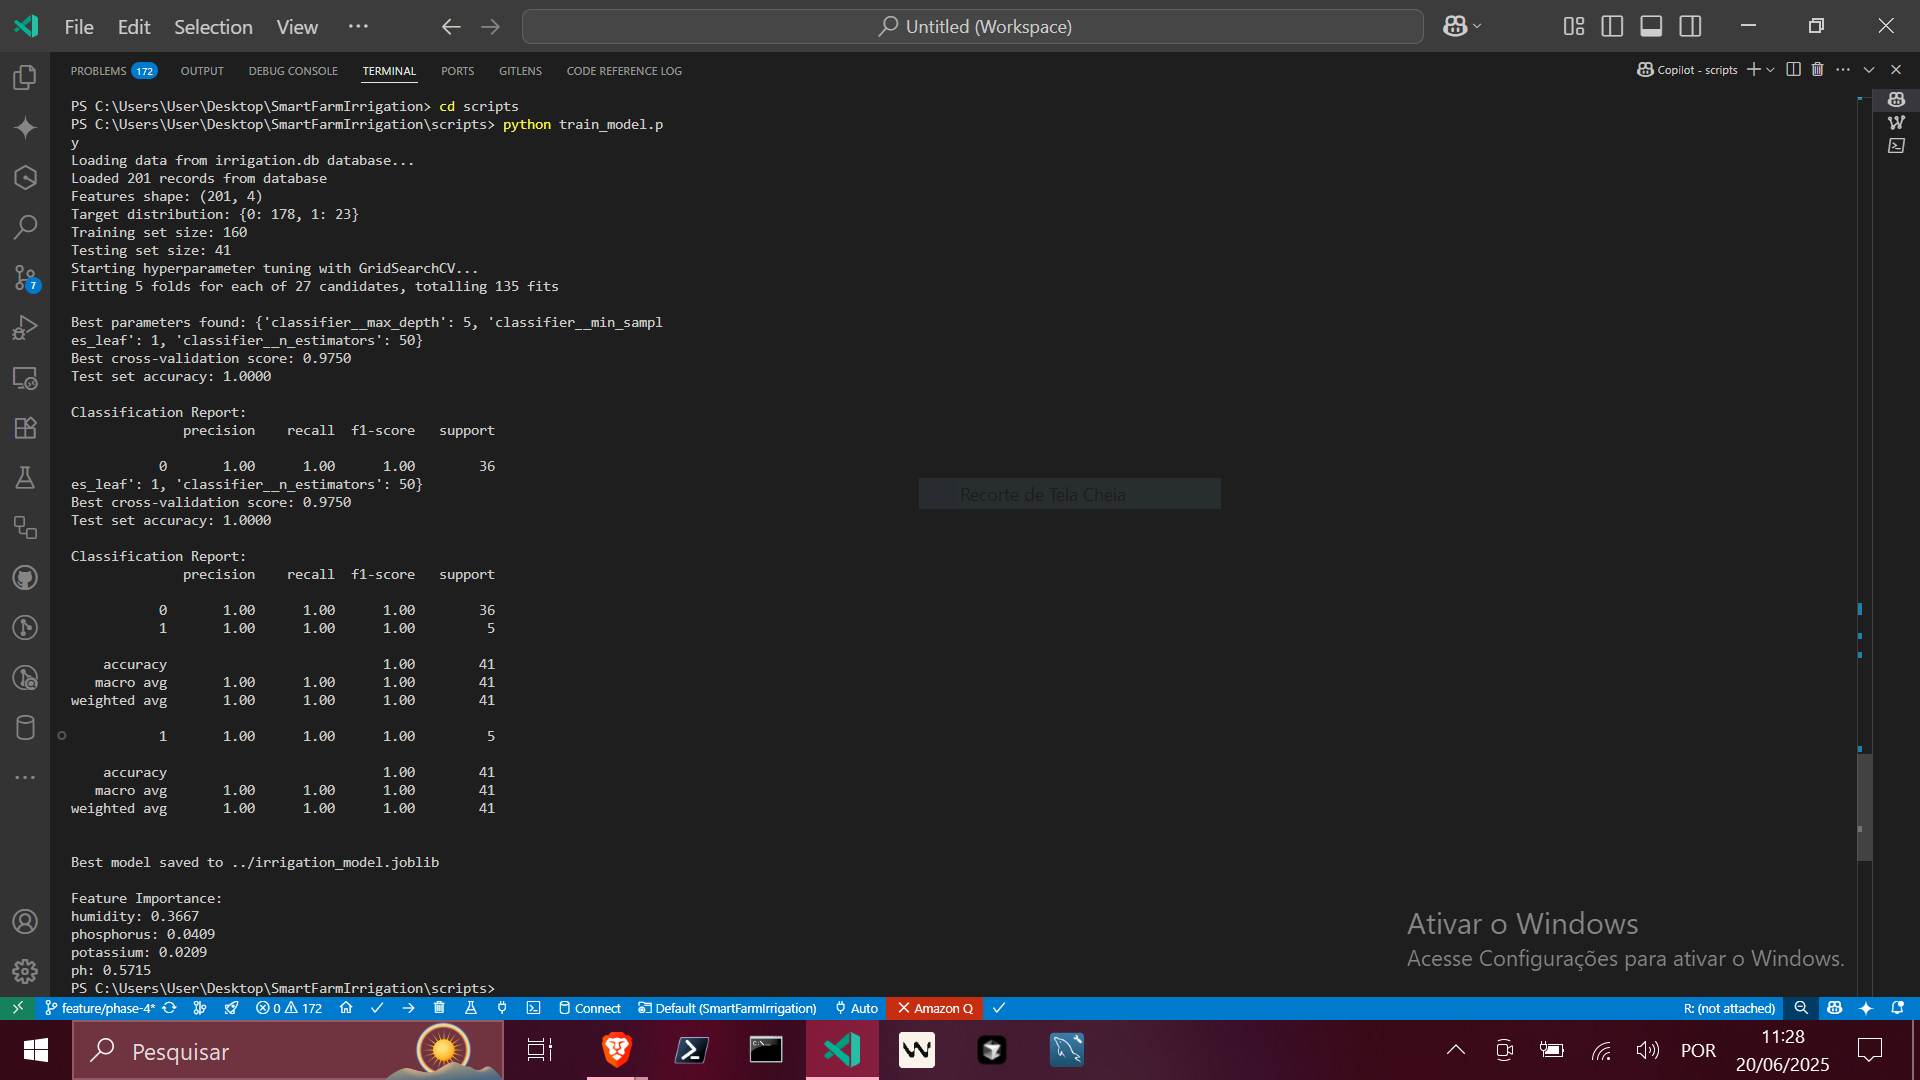 File Edit Selection View ···
Untitled (Workspace)
PROBLEMS 172 OUTPUT DEBUG CONSOLE TERMINAL PORTS GITLENS CODE REFERENCE LOG
Copilot - scripts
PS C:\Users\User\Desktop\SmartFarmIrrigation> cd scripts
PS C:\Users\User\Desktop\SmartFarmIrrigation\scripts> python train_model.p
y
Loading data from irrigation.db database...
Loaded 201 records from database
Features shape: (201, 4)
Target distribution: {0: 178, 1: 23}
Training set size: 160
Testing set size: 41
Starting hyperparameter tuning with GridSearchCV...
Fitting 5 folds for each of 27 candidates, totalling 135 fits
Best parameters found: {'classifier__max_depth': 5, 'classifier__min_sampl
es_leaf': 1, 'classifier__n_estimators': 50}
Best cross-validation score: 0.9750
Test set accuracy: 1.0000
Classification Report:
precision recall f1-score support
0 1.00 1.00 1.00 36
es_leaf': 1, 'classifier__n_estimators': 50}
Best cross-validation score: 0.9750
Test set accuracy: 1.0000
Classification Report:
precision recall f1-score support
0 1.00 1.00 1.00 36
1 1.00 1.00 1.00 5
accuracy 1.00 41
macro avg 1.00 1.00 1.00 41
weighted avg 1.00 1.00 1.00 41
1 1.00 1.00 1.00 5
accuracy 1.00 41
macro avg 1.00 1.00 1.00 41
weighted avg 1.00 1.00 1.00 41
Best model saved to ../irrigation_model.joblib
Feature Importance:
humidity: 0.3667
phosphorus: 0.0409
potassium: 0.0209
ph: 0.5715
PS C:\Users\User\Desktop\SmartFarmIrrigation\scripts>
Recorte de Tela Cheia
Ativar o Windows
Acesse Configurações para ativar o Windows.
7
feature/phase-4* 0 172 Connect Default (SmartFarmIrrigation) Auto Amazon Q R: (not attached)
Pesquisar
POR
11:28
20/06/2025